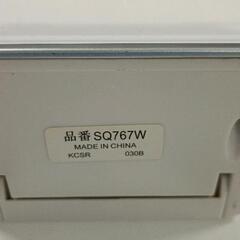 品番 SQ767W
MADE IN CHINA
KCSR 030B